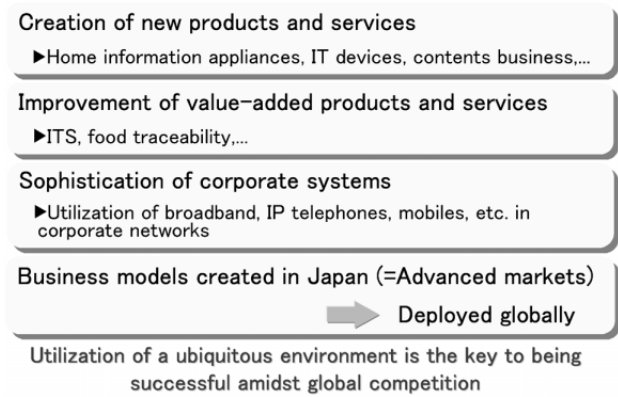 Creation of new products and services
▶Home information appliances, IT devices, contents business,...
Improvement of value-added products and services
▶ITS, food traceability,...
Sophistication of corporate systems
▶Utilization of broadband, IP telephones, mobiles, etc. in
corporate networks
Business models created in Japan (=Advanced markets)
Deployed globally
Utilization of a ubiquitous environment is the key to being
successful amidst global competition